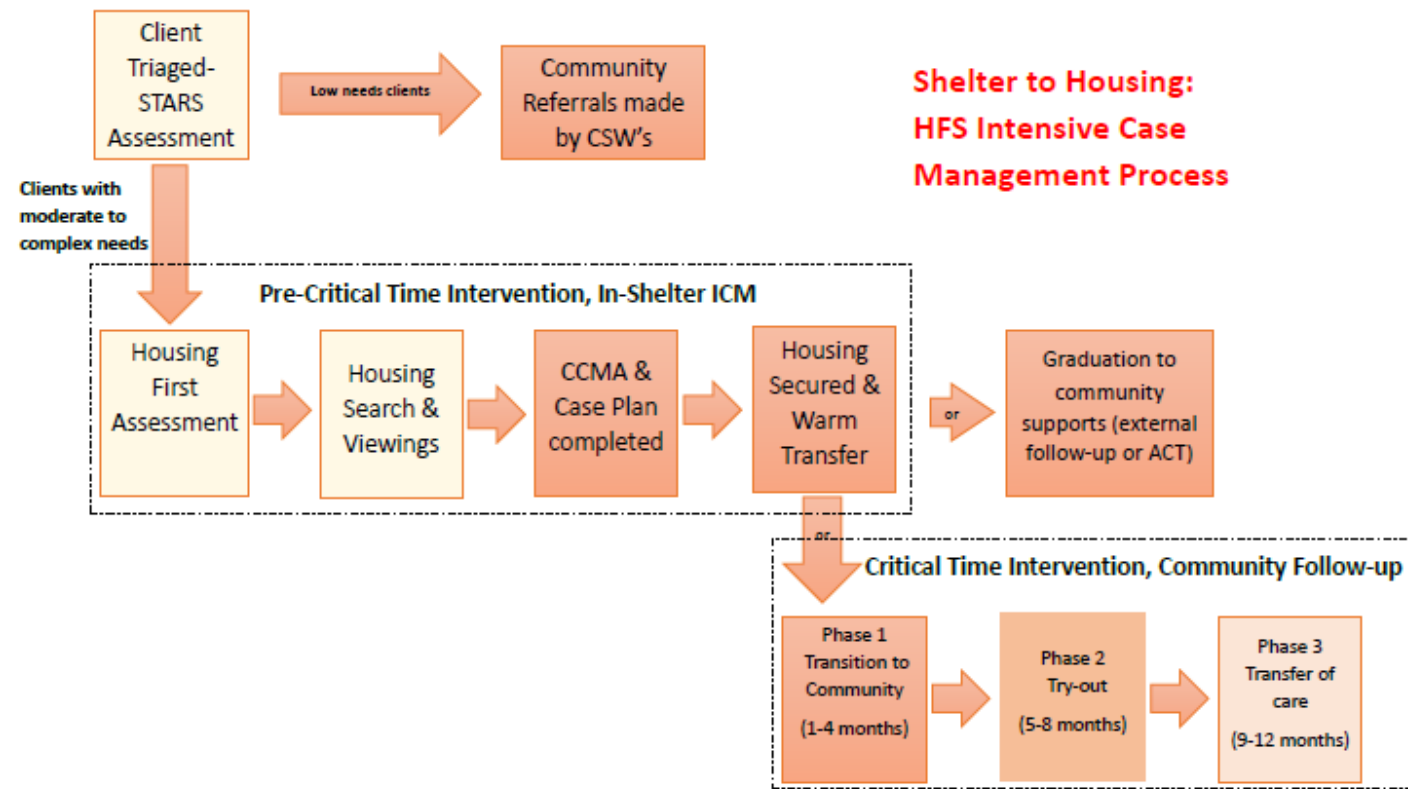 Client
Triaged-
STARS
Assessment
Low needs clients
Community
Referrals made
by CSW's
Shelter to Housing:
HFS Intensive Case
Management Process
Clients with
moderate to
complex needs
Pre-Critical Time Intervention, In-Shelter ICM
Housing
First
Assessment
Housing
Search &
Viewings
CCMA &
Case Plan
completed
Housing
Secured &
Warm
Transfer
or
Graduation to
community
supports (external
follow-up or ACT)
or
Critical Time Intervention, Community Follow-up
Phase 1
Transition to
Community
(1-4 months)
Phase 2
Try-out
(5-8 months)
Phase 3
Transfer of
care
(9-12 months)